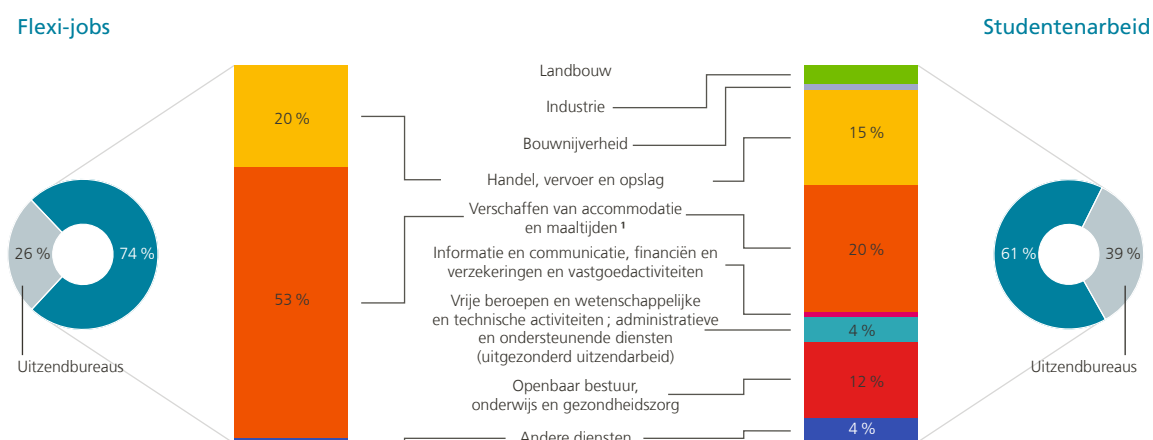 Flexi-jobs
Studentenarbeid
20 %
53 %
26 %
74 %
Uitzendbureaus
Landbouw
Industrie
Bouwnijverheid
Handel, vervoer en opslag
Verschaffen van accommodatie
en maaltijden ¹
Informatie en communicatie, financiën en
verzekeringen en vastgoedactiviteiten
Vrije beroepen en wetenschappelijke
en technische activiteiten ; administratieve
en ondersteunende diensten
(uitgezonderd uitzendarbeid)
Openbaar bestuur,
onderwijs en gezondheidszorg
Andere diensten
15 %
20 %
4 %
12 %
4 %
61 %
39 %
Uitzendbureaus